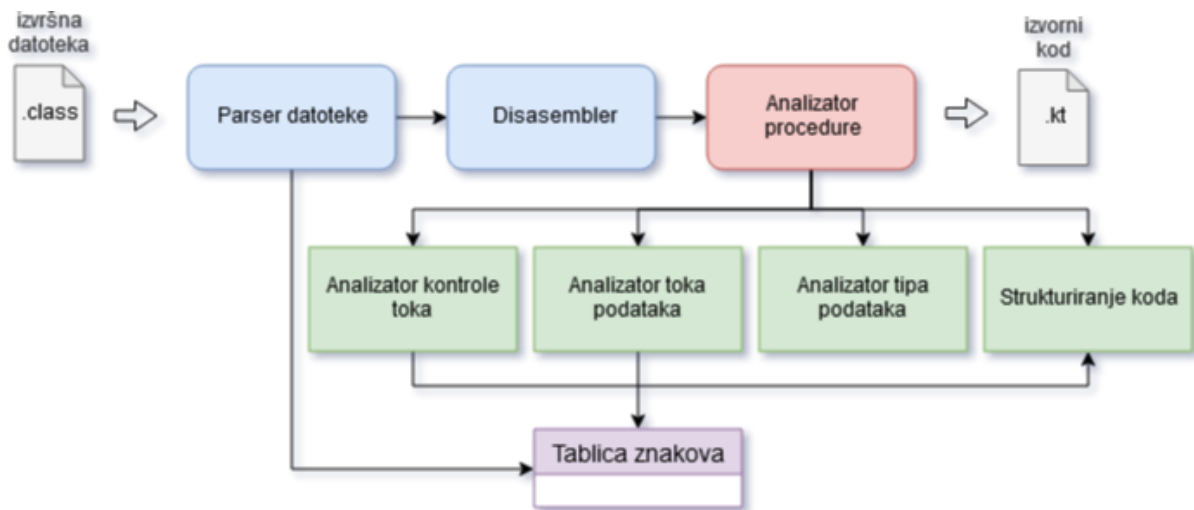 izvršna
datoteka
.class
Parser datoteke
Disasembler
Analizator
procedure
izvorni
kod
.kt
Analizator kontrole
toka
Analizator toka
podataka
Analizator tipa
podataka
Strukturiranje koda
Tablica znakova